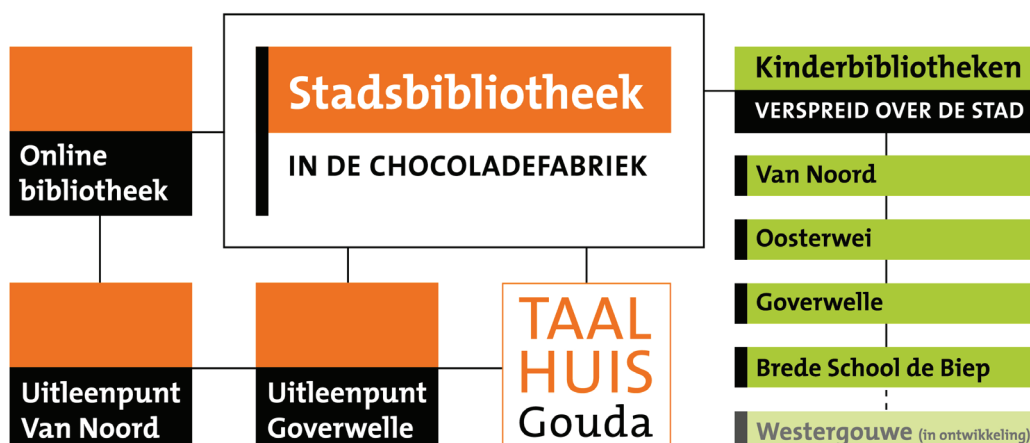 Stadsbibliotheek
IN DE CHOCOLADEFABRIEK
Online
bibliotheek
Uitleenpunt
Van Noord
Uitleenpunt
Goverwelle
TAAL
HUIS
Gouda
Kinderbibliotheken
VERSPREID OVER DE STAD
Van Noord
Oosterwei
Goverwelle
Brede School de Biep
Westergouwe (in ontwikkeling)